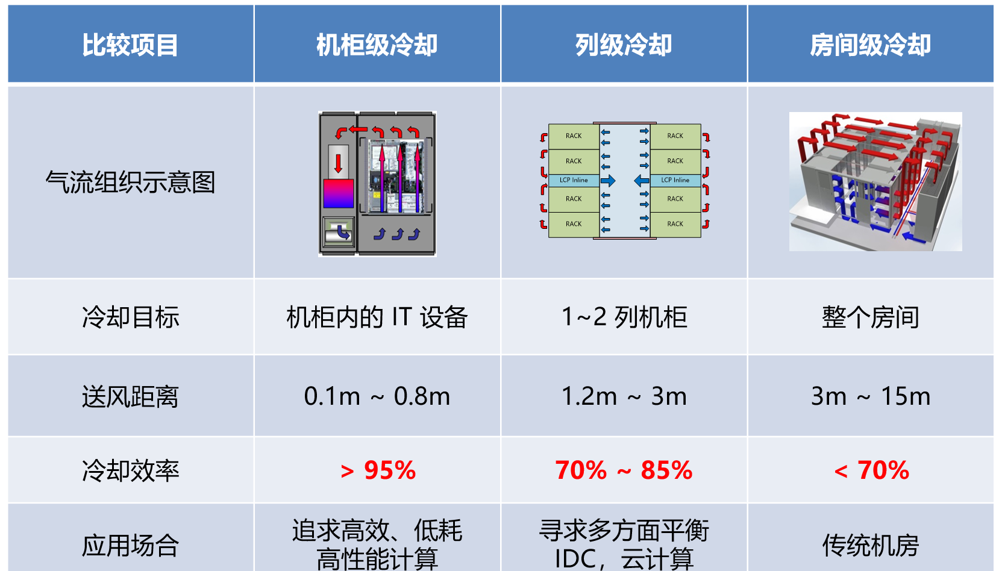 比较项目
机柜级冷却
列级冷却
房间级冷却
气流组织示意图
RACK
RACK
RACK
RACK
LCP Inline
LCP Inline
RACK
RACK
RACK
RACK
冷却目标
机柜内的 IT 设备
1~2 列机柜
整个房间
送风距离
0.1m ~ 0.8m
1.2m ~ 3m
3m ~ 15m
冷却效率
> 95%
70% ~ 85%
< 70%
应用场合
追求高效、低耗
高性能计算
寻求多方面平衡
IDC，云计算
传统机房